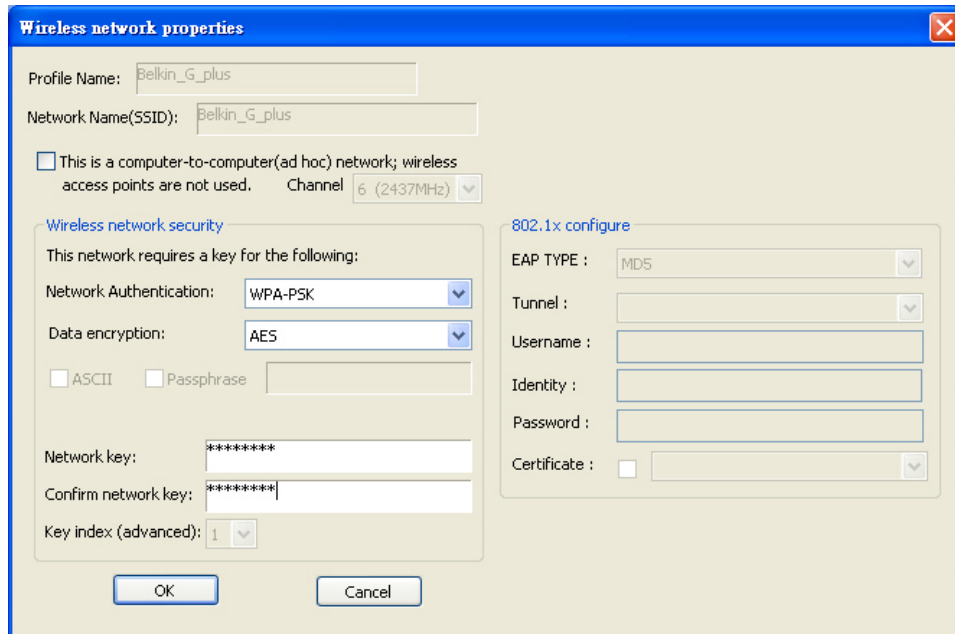 Wireless network properties
Profile Name: Belkin_G_plus
Network Name(SSID): Belkin_G_plus
This is a computer-to-computer(ad hoc) network; wireless
access points are not used. Channel 6 (2437MHz)
Wireless network security
This network requires a key for the following:
Network Authentication: WPA-PSK
Data encryption: AES
ASCII Passphrase
Network key: ********
Confirm network key: ********
Key index (advanced): 1
OK Cancel
802.1x configure
EAP TYPE : MD5
Tunnel :
Username :
Identity :
Password :
Certificate :